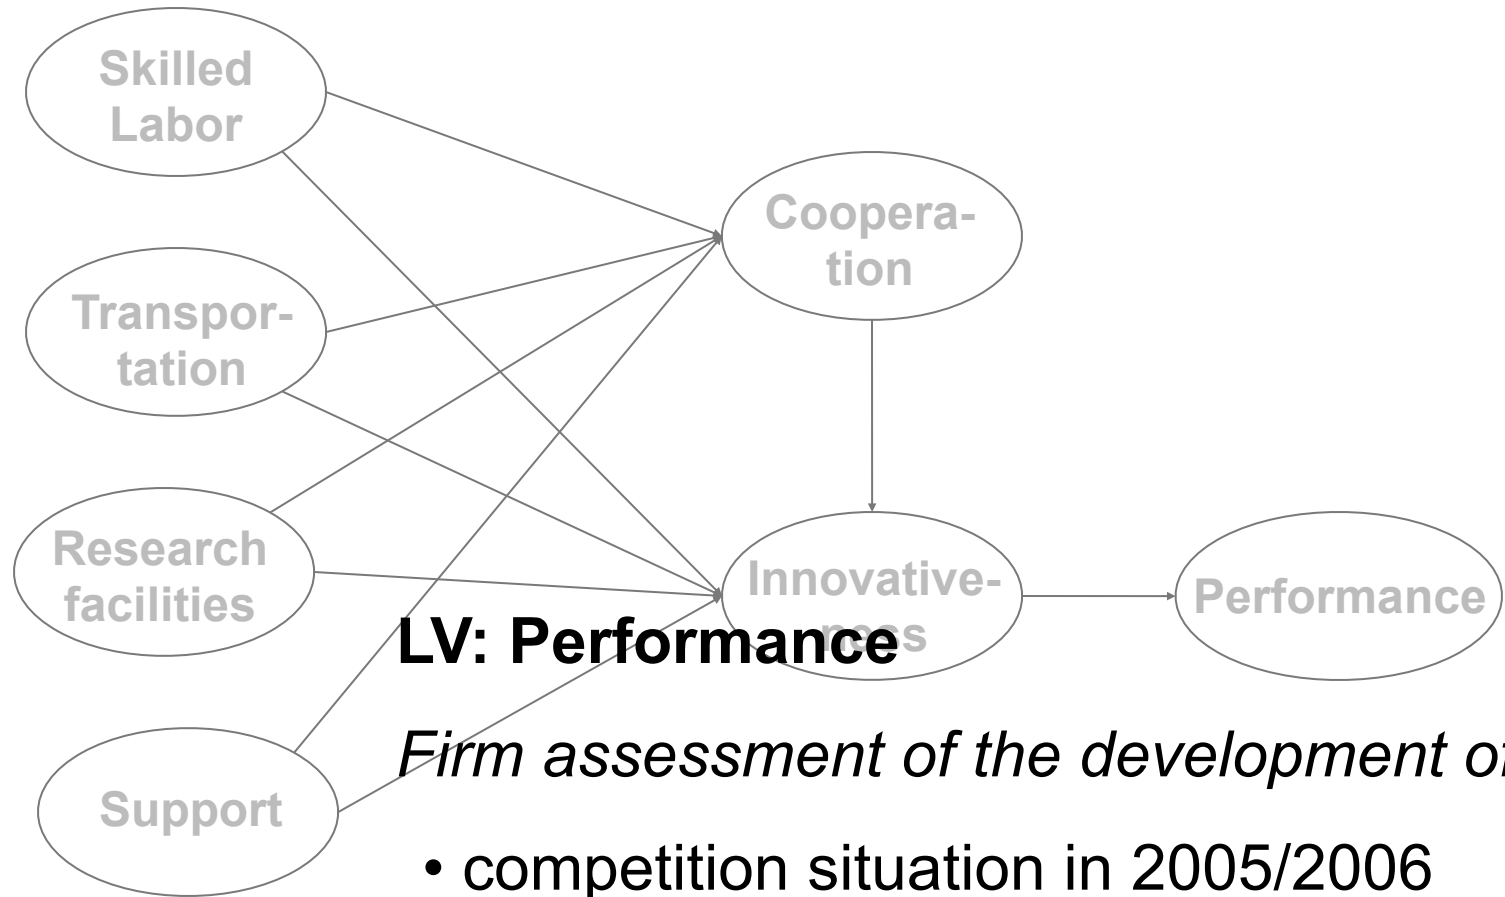 Skilled
Labor
Coopera-
tion
Transpor-
tation
Research
facilities
Innovative-
ness
Performance
LV: Performance
Firm assessment of the development of
Support
• competition situation in 2005/2006